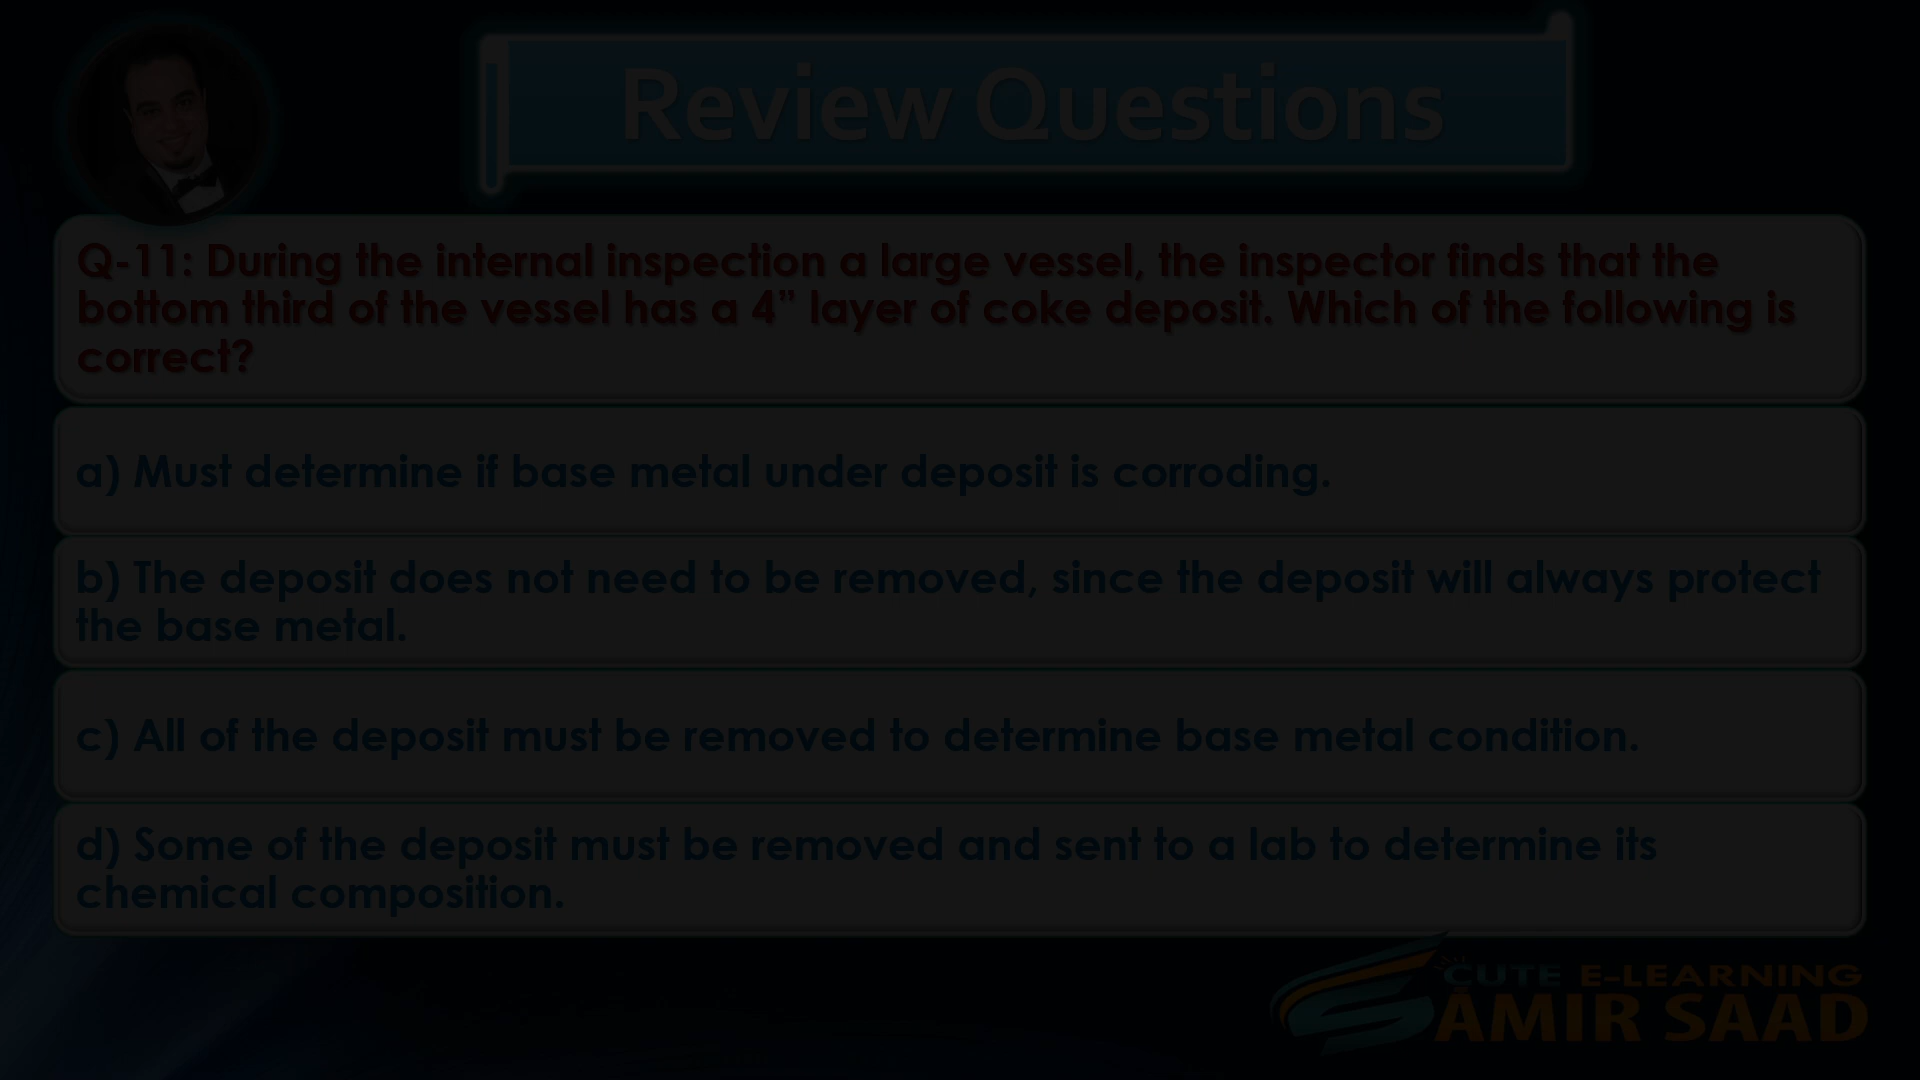 Review Questions
Q-11: During the internal inspection a large vessel, the inspector finds that the
bottom third of the vessel has a 4” layer of coke deposit. Which of the following is
correct?
a) Must determine if base metal under deposit is corroding.
b) The deposit does not need to be removed, since the deposit will always protect
the base metal.
c) All of the deposit must be removed to determine base metal condition.
d) Some of the deposit must be removed and sent to a lab to determine its
chemical composition.
CUTE E-LEARNING
AMIR SAAD